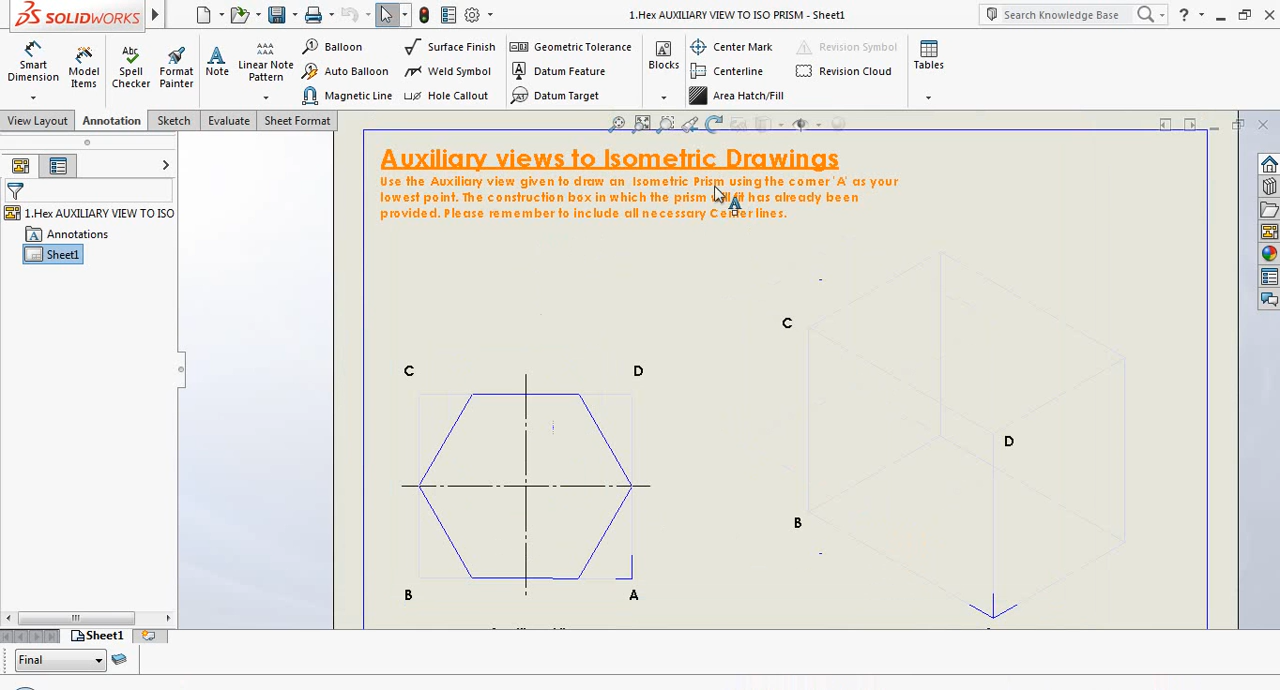 SOLIDWORKS
1.Hex AUXILIARY VIEW TO ISO PRISM - Sheet1
Search Knowledge Base
?
Smart Dimension
Model Items
Abc
Spell Checker
Format Painter
A
Note
AAA
AAA
Linear Note Pattern
Balloon
Auto Balloon
Magnetic Line
Surface Finish
Weld Symbol
Hole Callout
Geometric Tolerance
Datum Feature
Datum Target
Blocks
Center Mark
Centerline
Area Hatch/Fill
Revision Symbol
Revision Cloud
Tables
View Layout
Annotation
Sketch
Evaluate
Sheet Format
1.Hex AUXILIARY VIEW TO ISO
Annotations
Sheet1
Auxiliary views to Isometric Drawings
Use the Auxiliary view given to draw an Isometric Prism using the corner 'A' as your
lowest point. The construction box in which the prism will fit has already been
provided. Please remember to include all necessary Center lines.
C
D
B
A
C
D
B
Sheet1
Final